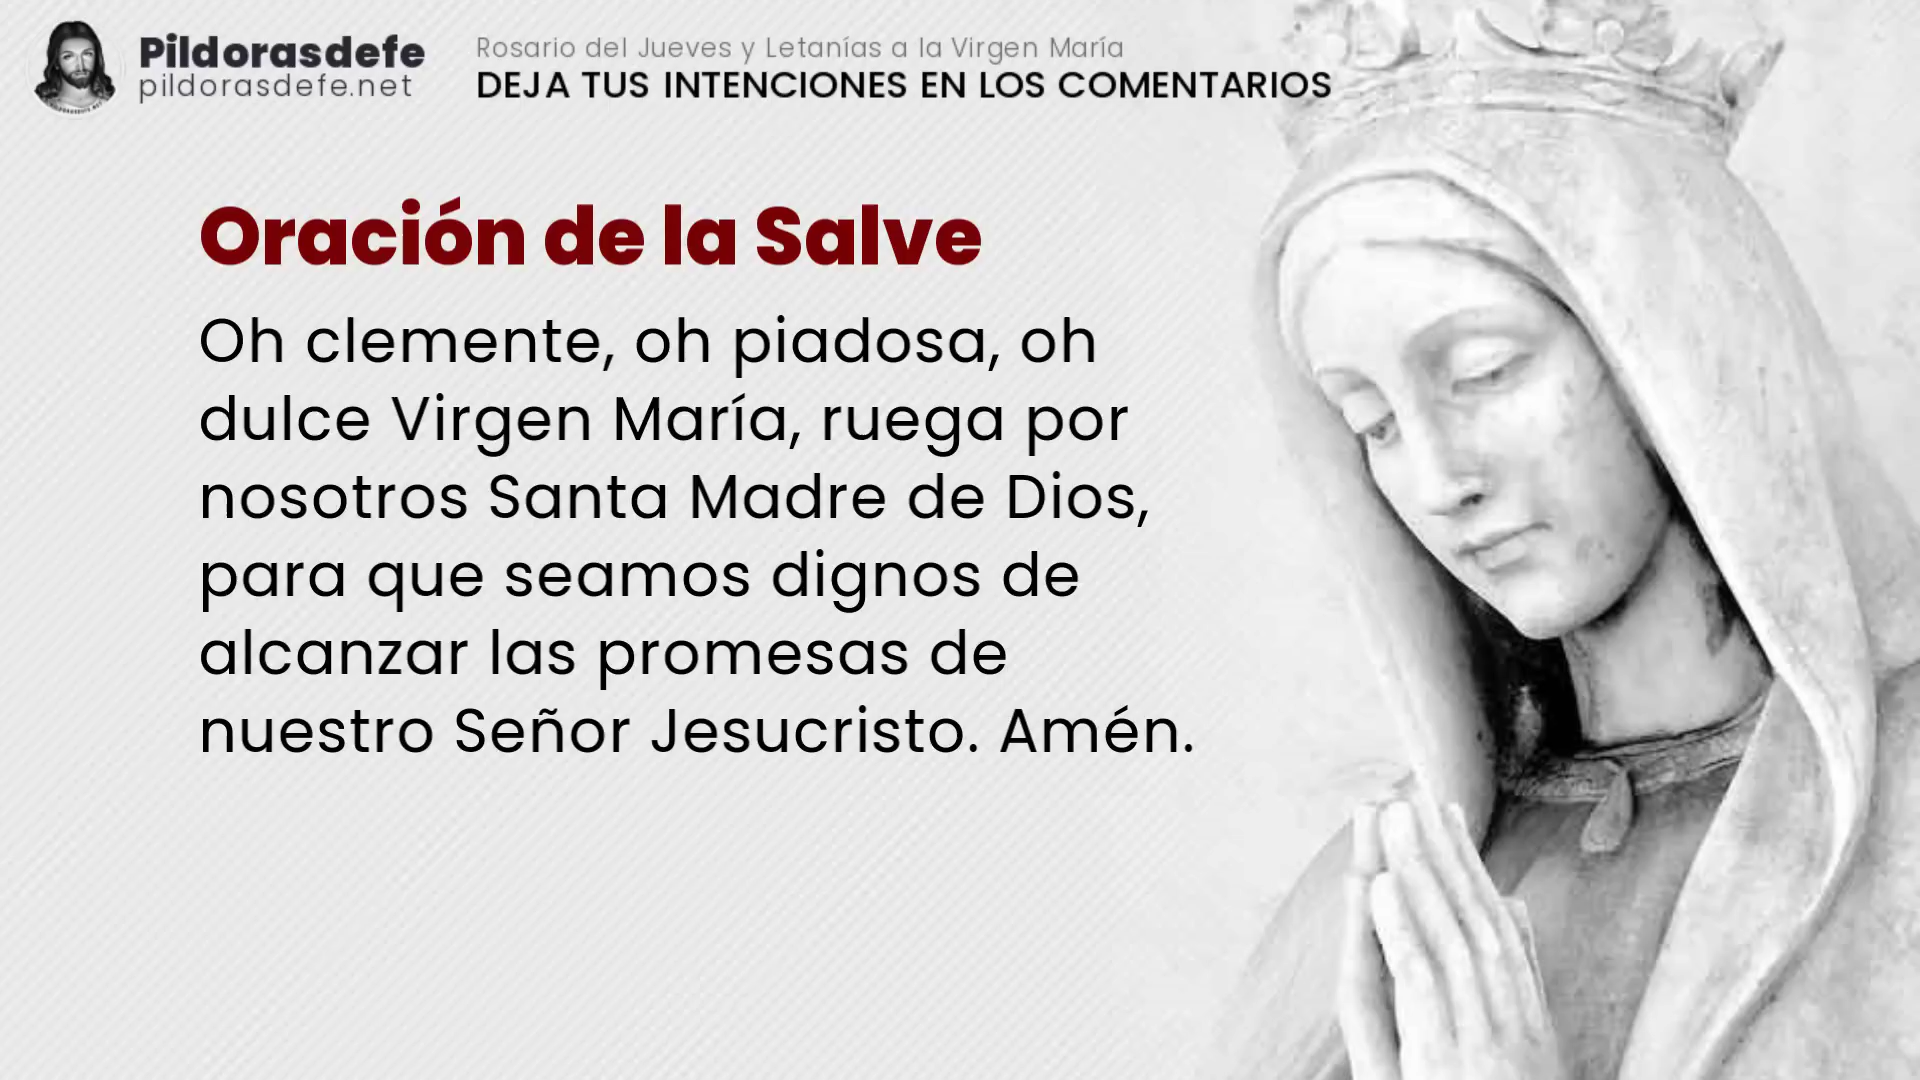 Pildorasdefe
pildorasdefe.net
Rosario del Jueves y Letanías a la Virgen María
DEJA TUS INTENCIONES EN LOS COMENTARIOS
Oración de la Salve
Oh clemente, oh piadosa, oh
dulce Virgen María, ruega por
nosotros Santa Madre de Dios,
para que seamos dignos de
alcanzar las promesas de
nuestro Señor Jesucristo. Amén.